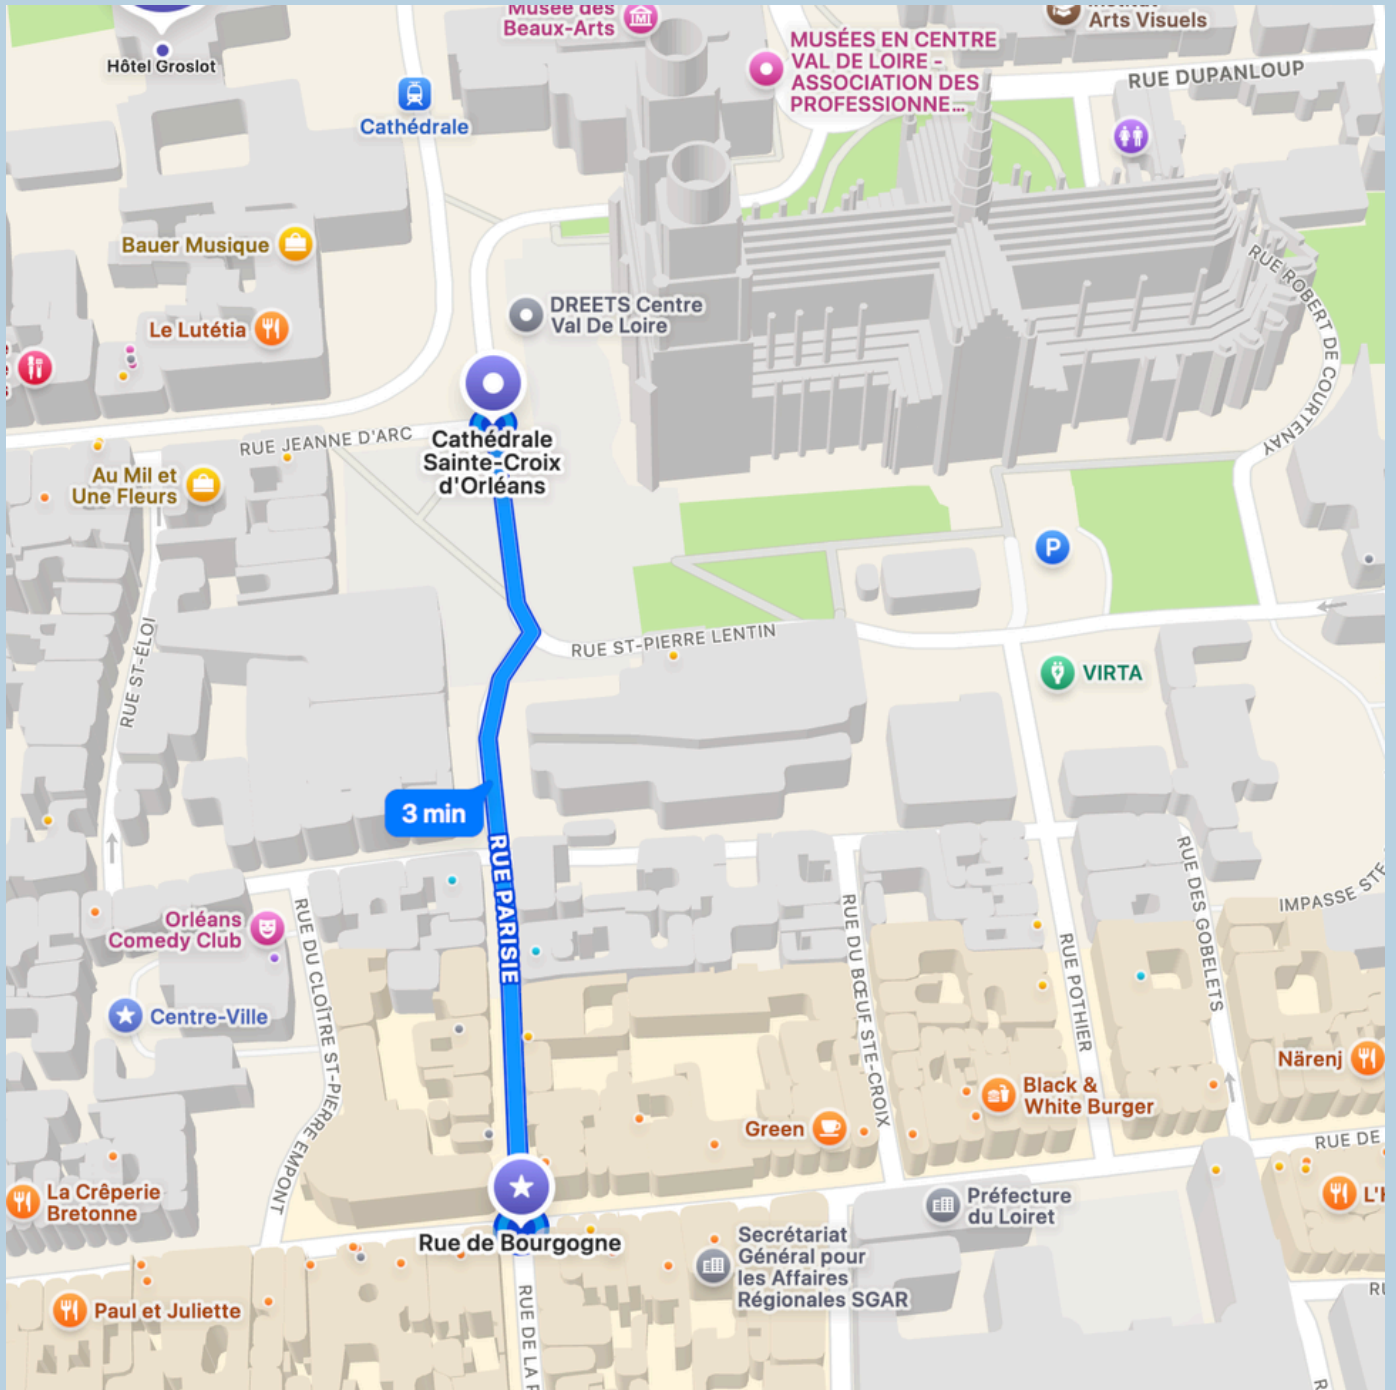 Musée des
Beaux-Arts
Arts Visuels
Hôtel Groslot
MUSÉES EN CENTRE
VAL DE LOIRE -
ASSOCIATION DES
PROFESSIONNE...
RUE DUPANLOUP
Cathédrale
Bauer Musique
RUE ROBERT DE COURTENAY
DREETS Centre
Val De Loire
Le Lutétia
RUE JEANNE D'ARC
Cathédrale
Sainte-Croix
d'Orléans
Au Mil et
Une Fleurs
P
RUE ST-ÉLOI
RUE ST-PIERRE LENTIN
VIRTA
3 min
RUE PARISIE
RUE DES GOBELETS
IMPASSE STE
Orléans
Comedy Club
RUE DU CLOÎTRE ST-PIERRE EMPONT
RUE DU BŒUF STE-CROIX
RUE POTHIER
Centre-Ville
Närenj
Black &
White Burger
Green
RUE DE
La Crêperie
Bretonne
Préfecture
du Loiret
Rue de Bourgogne
Secrétariat
Général pour
les Affaires
Régionales SGAR
Paul et Juliette
RUE DE LA